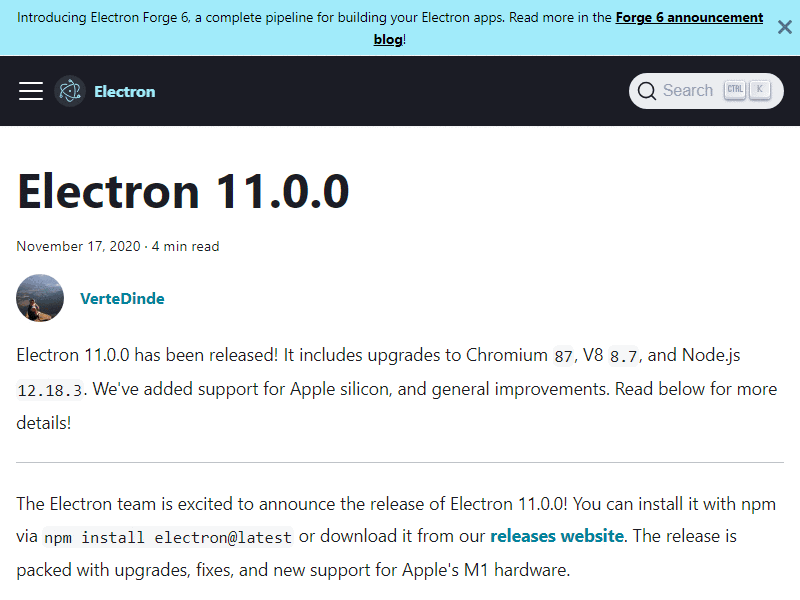 Introducing Electron Forge 6, a complete pipeline for building your Electron apps. Read more in the Forge 6 announcement
blog!
Electron
Search CTRL K
Electron 11.0.0
November 17, 2020 · 4 min read
VerteDinde
Electron 11.0.0 has been released! It includes upgrades to Chromium 87, V8 8.7, and Node.js
12.18.3. We've added support for Apple silicon, and general improvements. Read below for more
details!
The Electron team is excited to announce the release of Electron 11.0.0! You can install it with npm
via npm install electron@latest or download it from our releases website. The release is
packed with upgrades, fixes, and new support for Apple's M1 hardware.